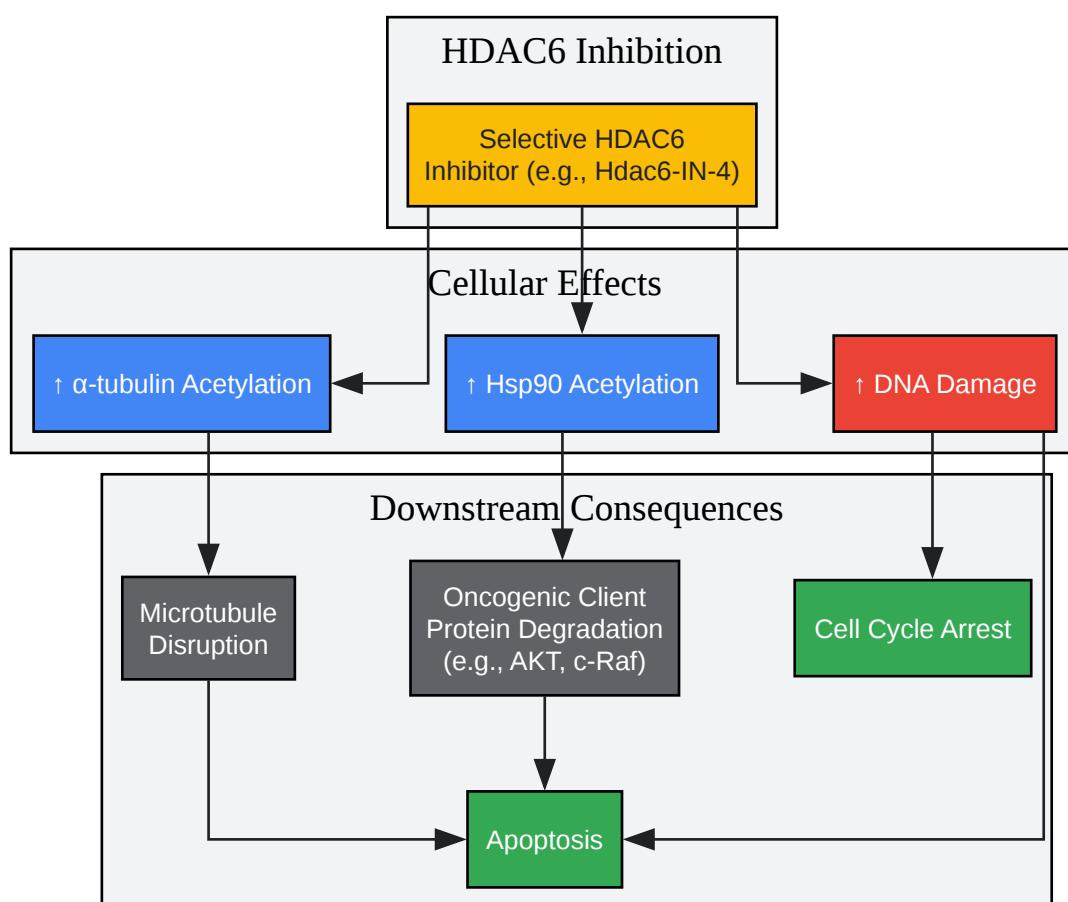 HDAC6 Inhibition
Selective HDAC6
Inhibitor (e.g., Hdac6-IN-4)
Cellular Effects
↑ α-tubulin Acetylation
↑ Hsp90 Acetylation
↑ DNA Damage
Downstream Consequences
Microtubule
Disruption
Oncogenic Client
Protein Degradation
(e.g., AKT, c-Raf)
Cell Cycle Arrest
Apoptosis